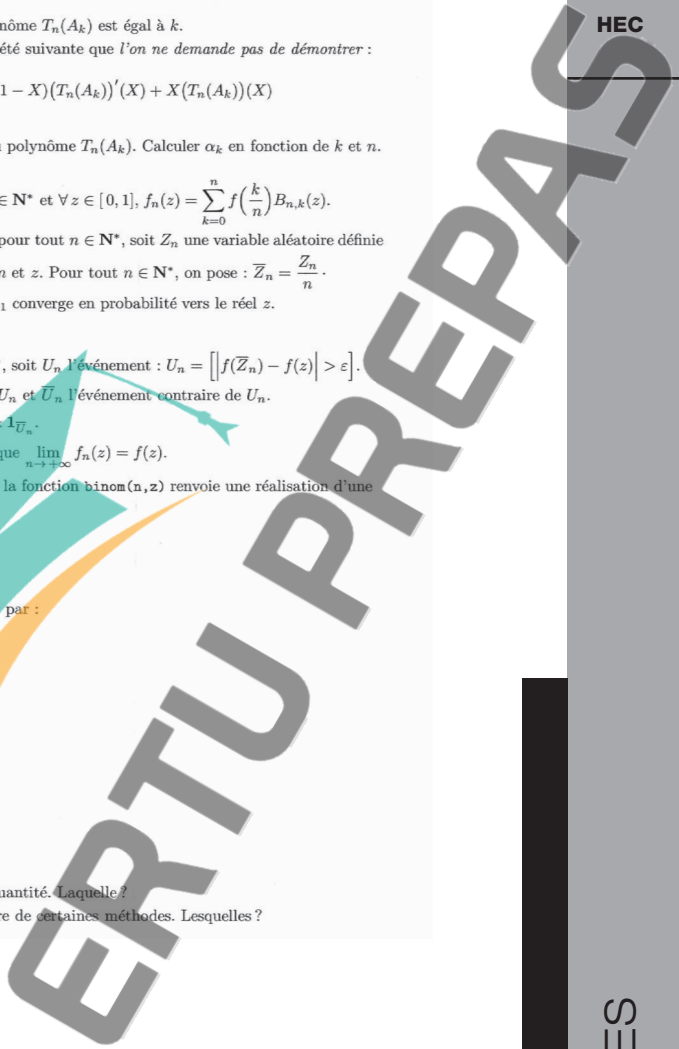 HEC
nôme $T_n(A_k)$ est égal à $k$.
été suivante que l'on ne demande pas de démontrer :
$1 - X)(T_n(A_k))'(X) + X(T_n(A_k))(X)$
polynôme $T_n(A_k)$. Calculer $\alpha_k$ en fonction de $k$ et $n$.
$\in \mathbf{N}^*$ et $\forall z \in [0,1], f_n(z) = \sum_{k=0}^{n} f\left(\frac{k}{n}\right) B_{n,k}(z).$
pour tout $n \in \mathbf{N}^*$, soit $Z_n$ une variable aléatoire définie
$n$ et $z$. Pour tout $n \in \mathbf{N}^*$, on pose : $\overline{Z}_n = \frac{Z_n}{n}\cdot$
$_1$ converge en probabilité vers le réel $z$.
, soit $U_n$ l'événement : $U_n = \left[\left|f(\overline{Z}_n) - f(z)\right| > \varepsilon\right].$
$U_n$ et $\overline{U}_n$ l'événement contraire de $U_n$.
$\mathbf{1}_{\overline{U}_n}.$
que $\lim_{n \to +\infty} f_n(z) = f(z).$
la fonction binom(n,z) renvoie une réalisation d'une
par :
uantité. Laquelle ?
re de certaines méthodes. Lesquelles ?
ERTU PREPAS
ES